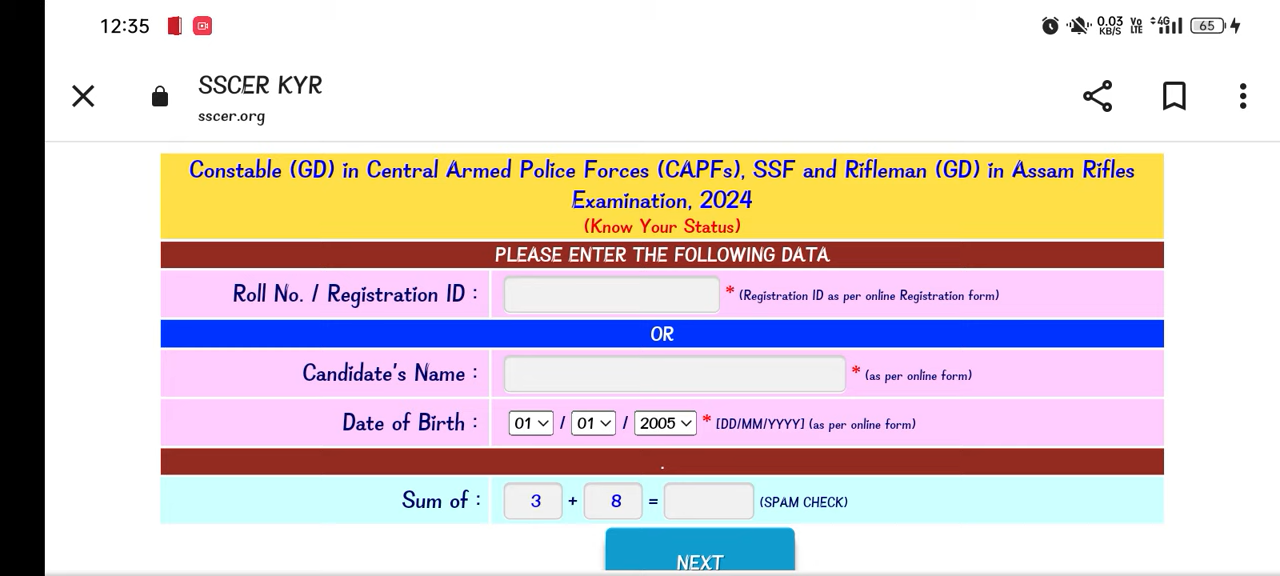 12:35 0.03 KB/S Vo LTE 4G 65
SSCER KYR
sscer.org
Constable (GD) in Central Armed Police Forces (CAPFs), SSF and Rifleman (GD) in Assam Rifles
Examination, 2024
(Know Your Status)
PLEASE ENTER THE FOLLOWING DATA
Roll No. / Registration ID : * (Registration ID as per online Registration form)
OR
Candidate's Name : * (as per online form)
Date of Birth : 01 / 01 / 2005 * [DD/MM/YYYY] (as per online form)
.
Sum of : 3 + 8 = (SPAM CHECK)
NEXT